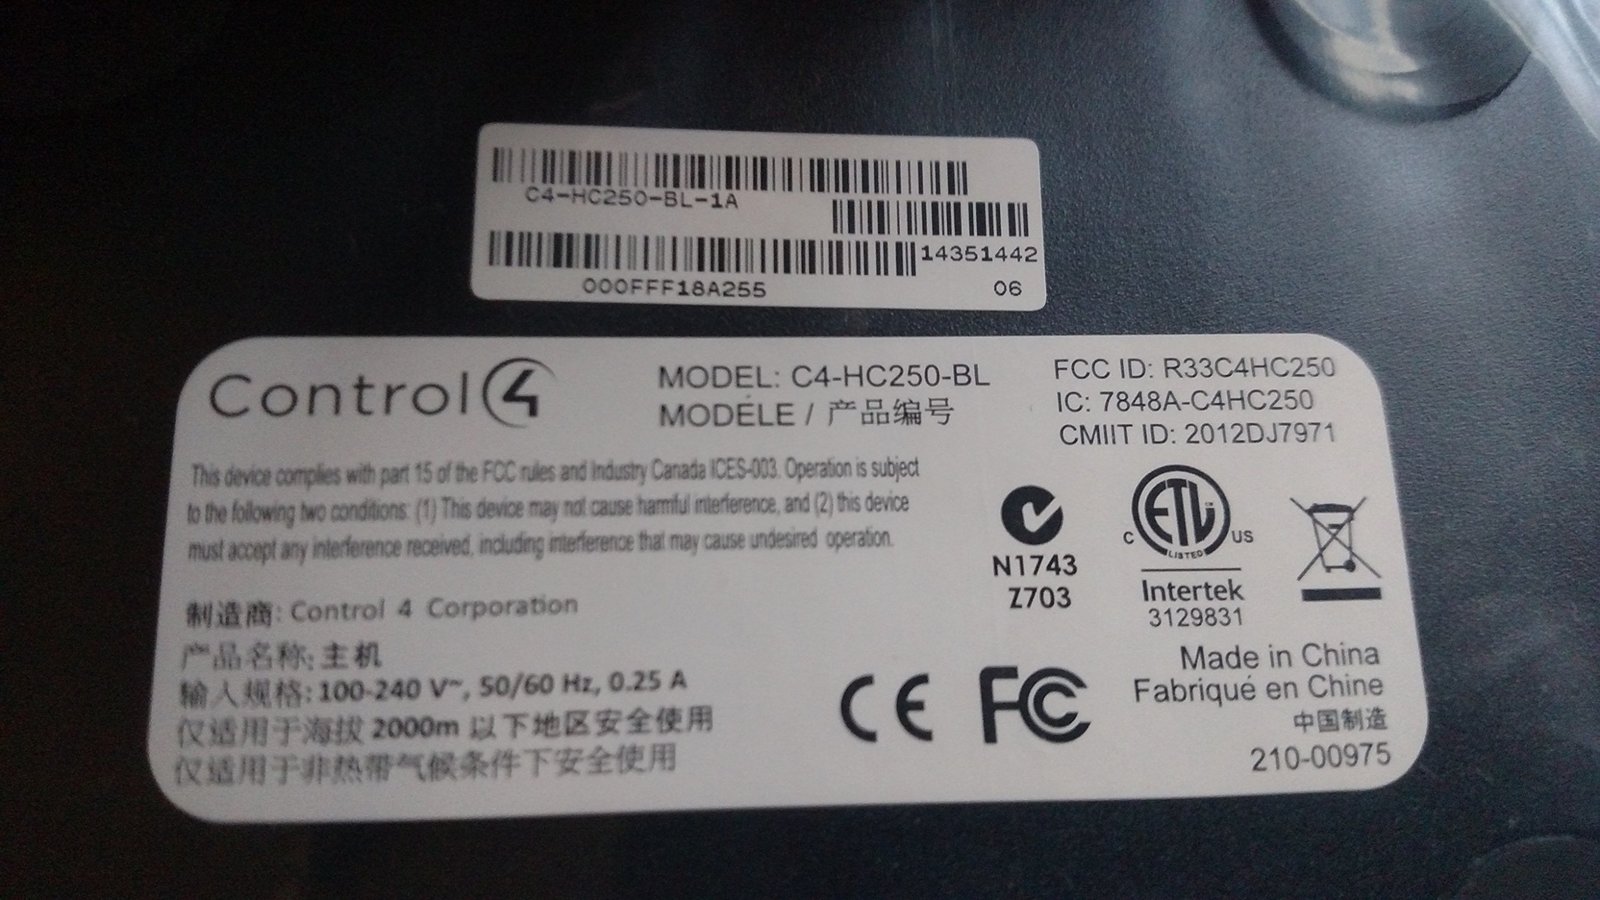 C4-HC250-BL-1A
14351442
000FFF18A255
06
Control4
MODEL: C4-HC250-BL
MODÈLE / 产品编号
FCC ID: R33C4HC250
IC: 7848A-C4HC250
CMIIT ID: 2012DJ7971
This device complies with part 15 of the FCC rules and Industry Canada ICES-003. Operation is subject
to the following two conditions: (1) This device may not cause harmful interference, and (2) this device
must accept any interference received, including interference that may cause undesired operation.
N1743
Z703
C ETL US
LISTED
Intertek
3129831
制造商: Control 4 Corporation
产品名称: 主机
输入规格: 100-240 V~, 50/60 Hz, 0.25 A
仅适用于海拔 2000m 以下地区安全使用
仅适用于非热带气候条件下安全使用
CE FC
Made in China
Fabriqué en Chine
中国制造
210-00975